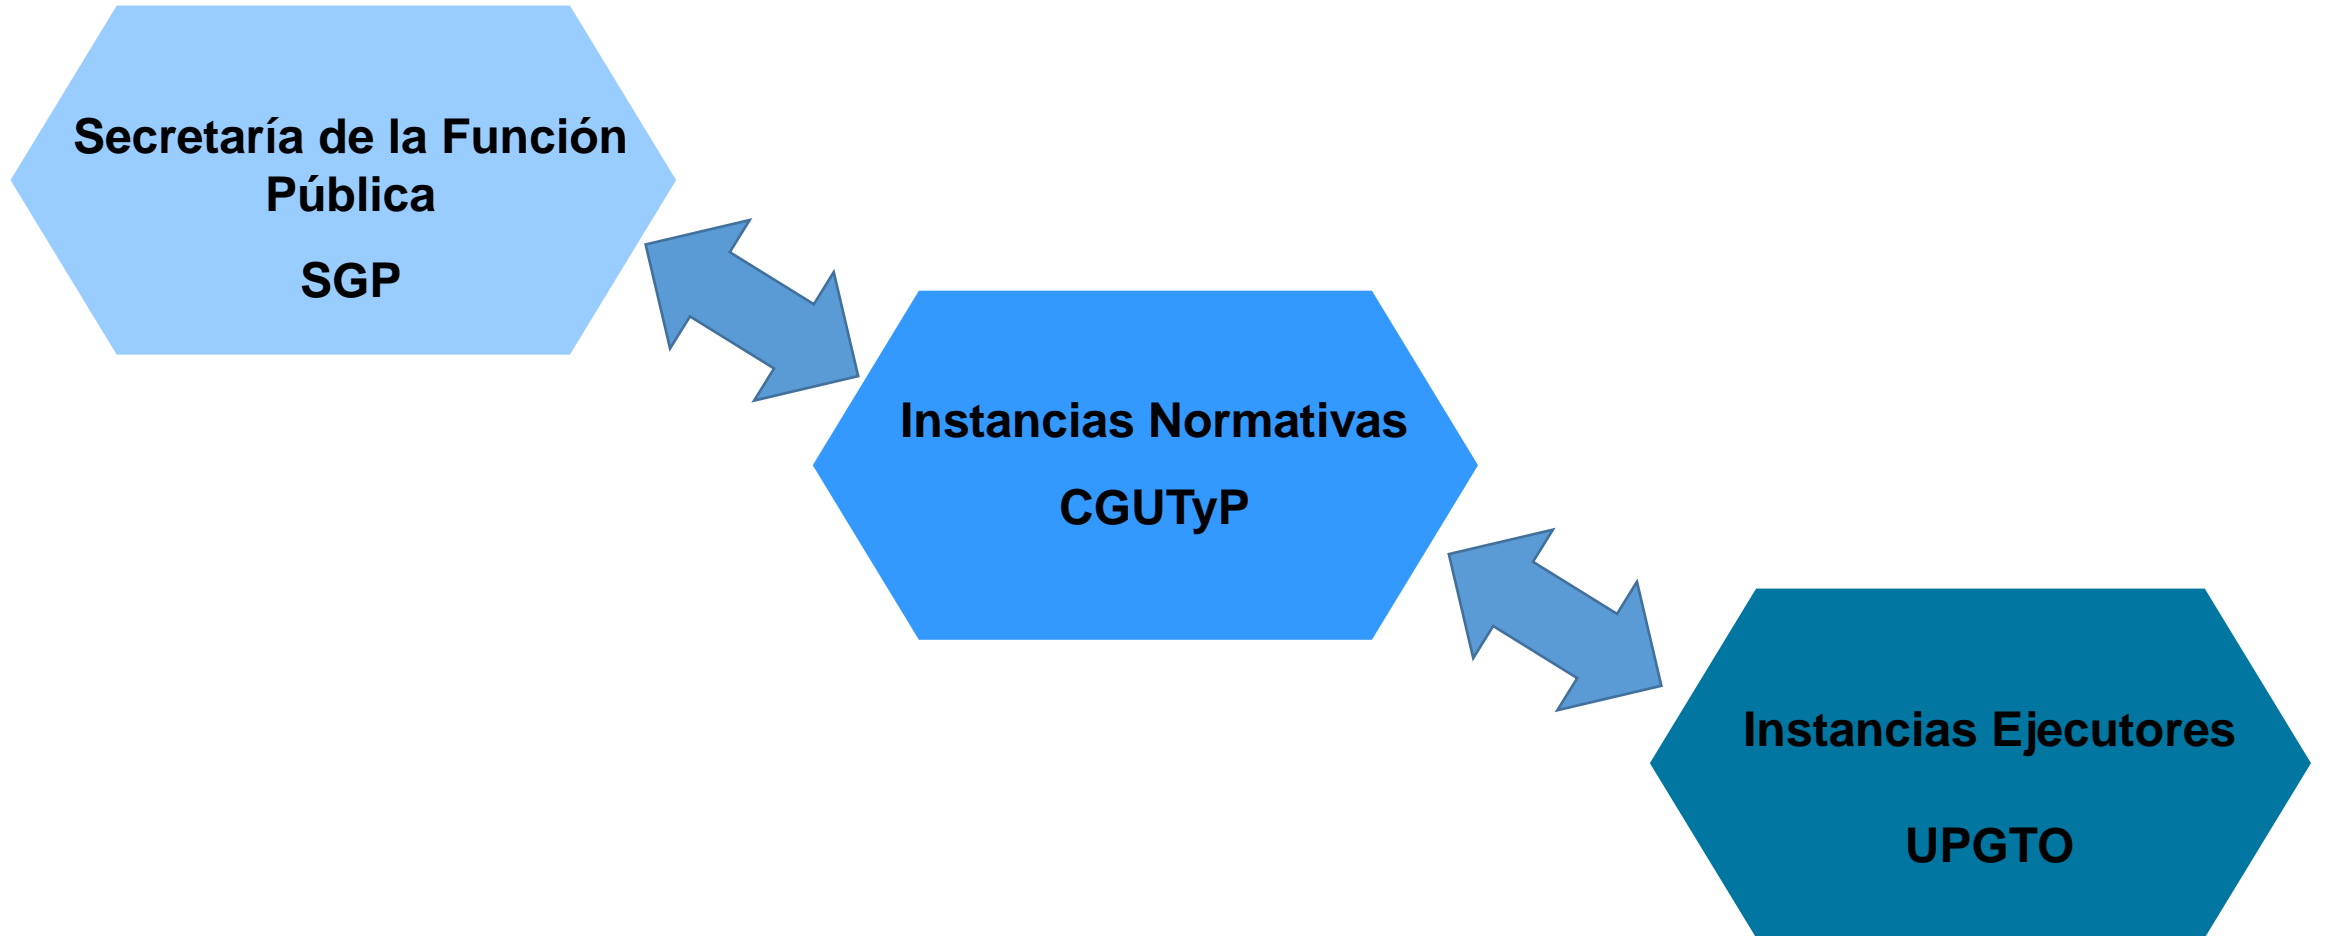 Secretaría de la Función
Pública
SGP
Instancias Normativas
CGUTyP
Instancias Ejecutores
UPGTO